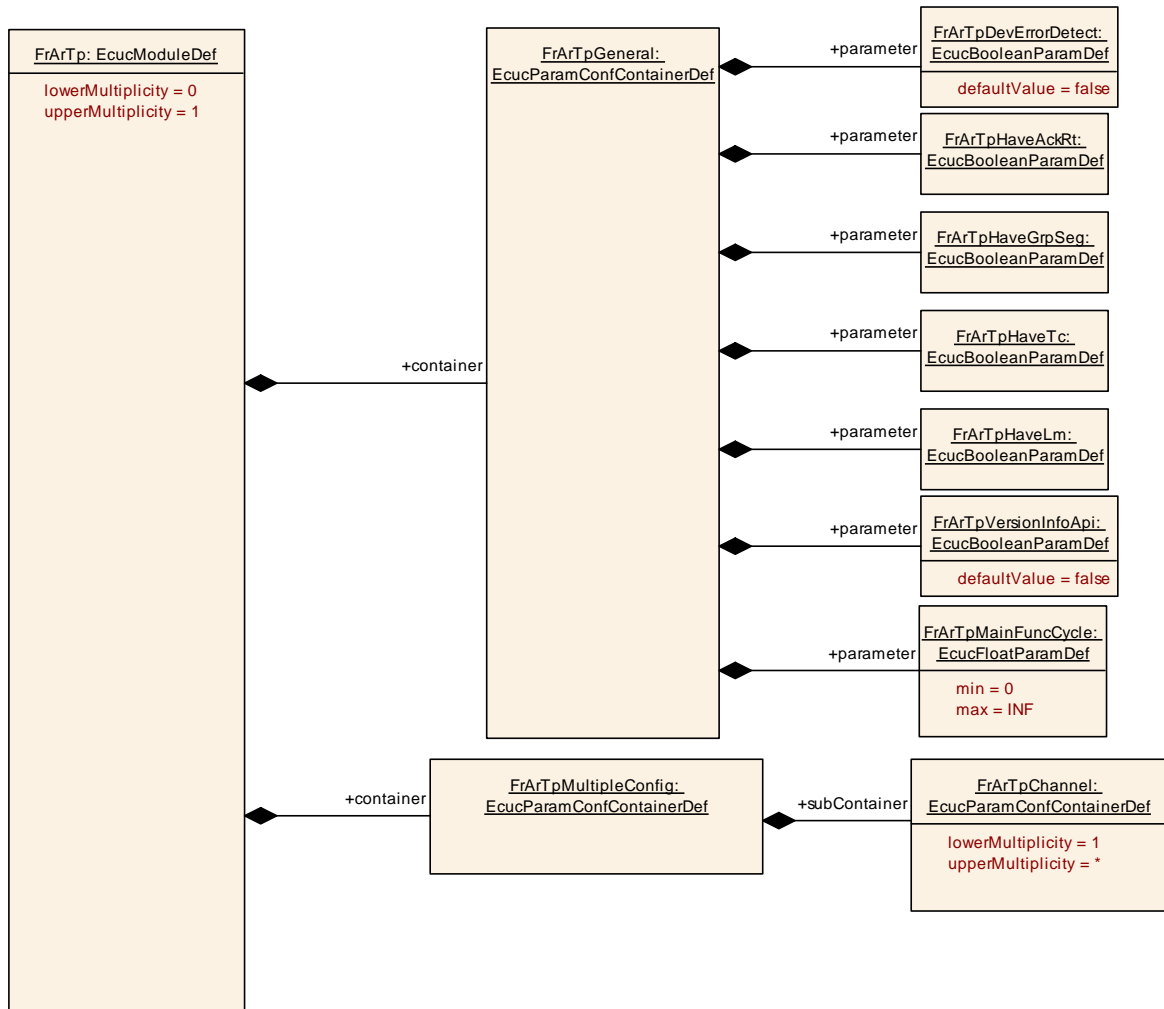 FrArTp: EcucModuleDef
lowerMultiplicity = 0
upperMultiplicity = 1
+container
FrArTpGeneral:
EcucParamConfContainerDef
+parameter
FrArTpDevErrorDetect:
EcucBooleanParamDef
defaultValue = false
+parameter
FrArTpHaveAckRt:
EcucBooleanParamDef
+parameter
FrArTpHaveGrpSeg:
EcucBooleanParamDef
+parameter
FrArTpHaveTc:
EcucBooleanParamDef
+parameter
FrArTpHaveLm:
EcucBooleanParamDef
+parameter
FrArTpVersionInfoApi:
EcucBooleanParamDef
defaultValue = false
+parameter
FrArTpMainFuncCycle:
EcucFloatParamDef
min = 0
max = INF
+container
FrArTpMultipleConfig:
EcucParamConfContainerDef
+subContainer
FrArTpChannel:
EcucParamConfContainerDef
lowerMultiplicity = 1
upperMultiplicity = *